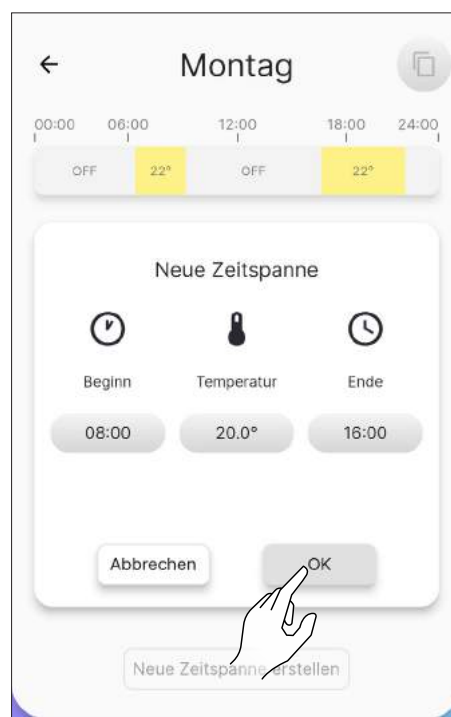 Montag
00:00 06:00 12:00 18:00 24:00
OFF 22° OFF 22°
Neue Zeitspanne
Beginn Temperatur Ende
08:00 20.0° 16:00
Abbrechen OK
Neue Zeitspanne erstellen